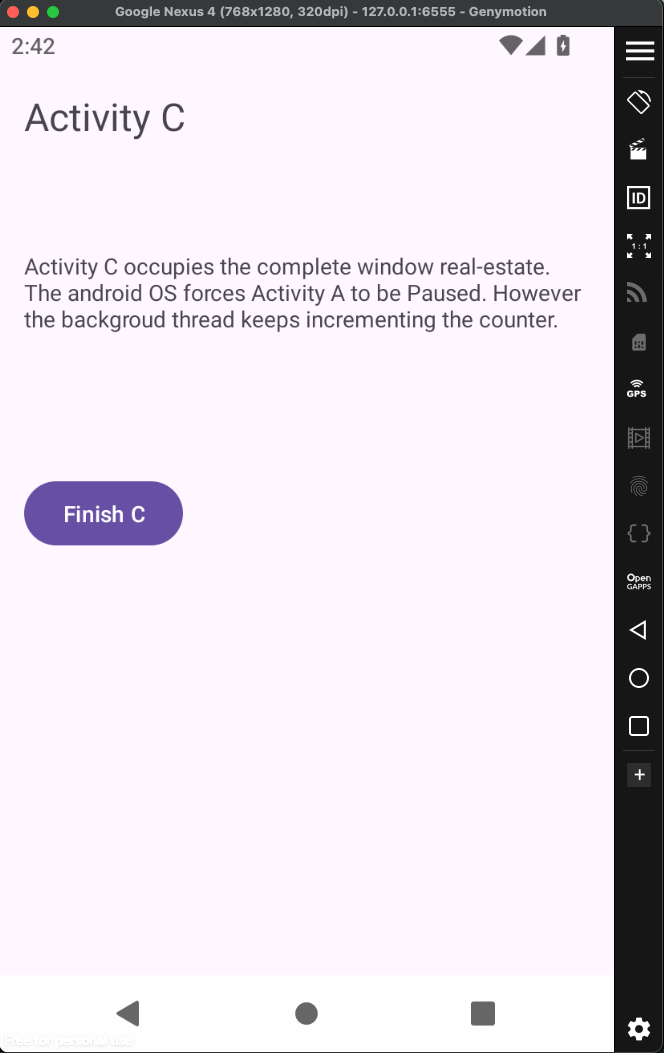 Google Nexus 4 (768x1280, 320dpi) - 127.0.0.1:6555 - Genymotion
2:42
Activity C
ID
1 : 1
Activity C occupies the complete window real-estate.
The android OS forces Activity A to be Paused. However
the backgroud thread keeps incrementing the counter.
GPS
Finish C
Open
GAPPS
Free for personal use